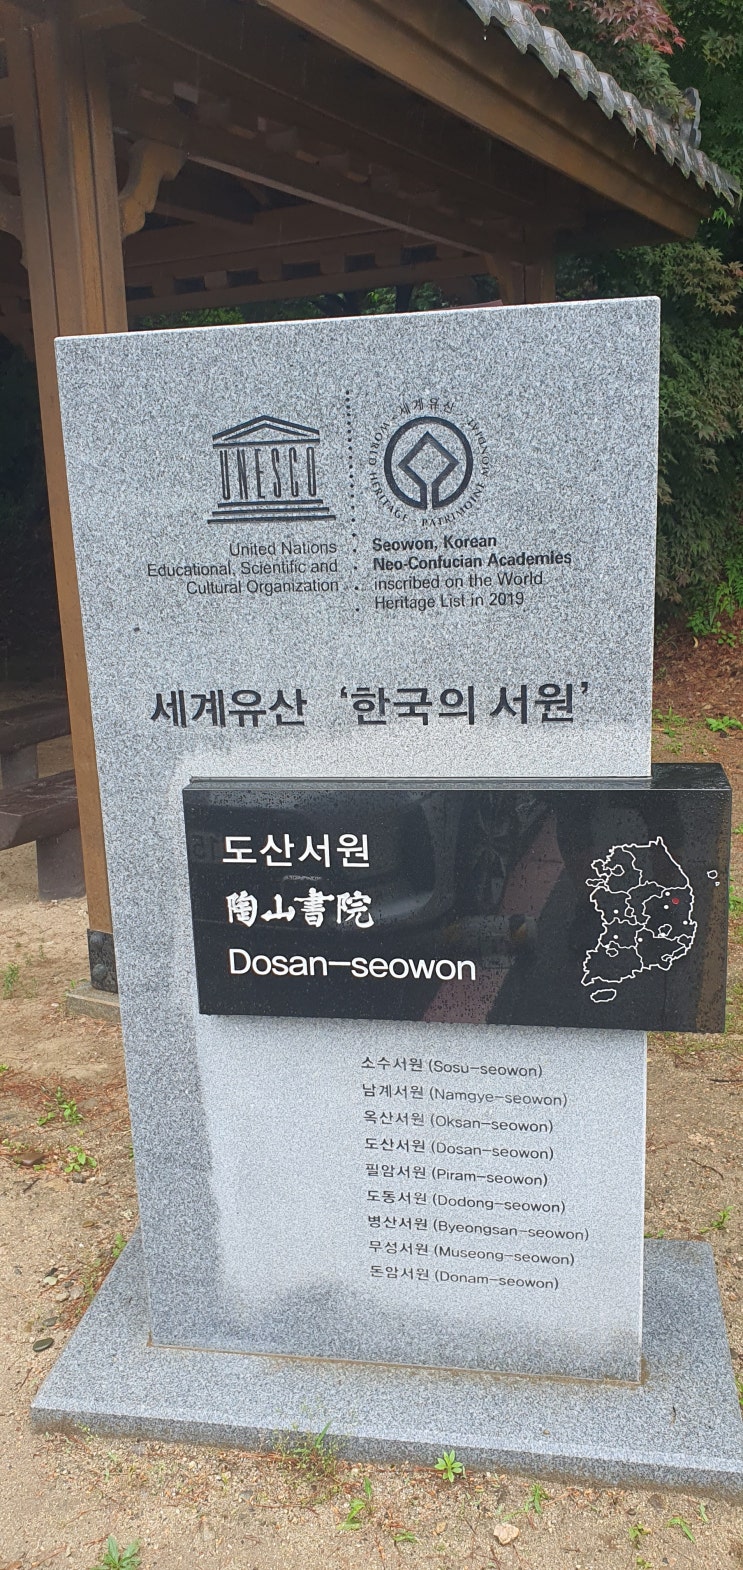 UNESCO
United Nations
Educational, Scientific and
Cultural Organization
세계유산 · WORLD HERITAGE · PATRIMOINE MONDIAL
Seowon, Korean
Neo-Confucian Academies
inscribed on the World
Heritage List in 2019
세계유산 '한국의 서원'
도산서원
陶山書院
Dosan-seowon
소수서원 (Sosu-seowon)
남계서원 (Namgye-seowon)
옥산서원 (Oksan-seowon)
도산서원 (Dosan-seowon)
필암서원 (Piram-seowon)
도동서원 (Dodong-seowon)
병산서원 (Byeongsan-seowon)
무성서원 (Museong-seowon)
돈암서원 (Donam-seowon)